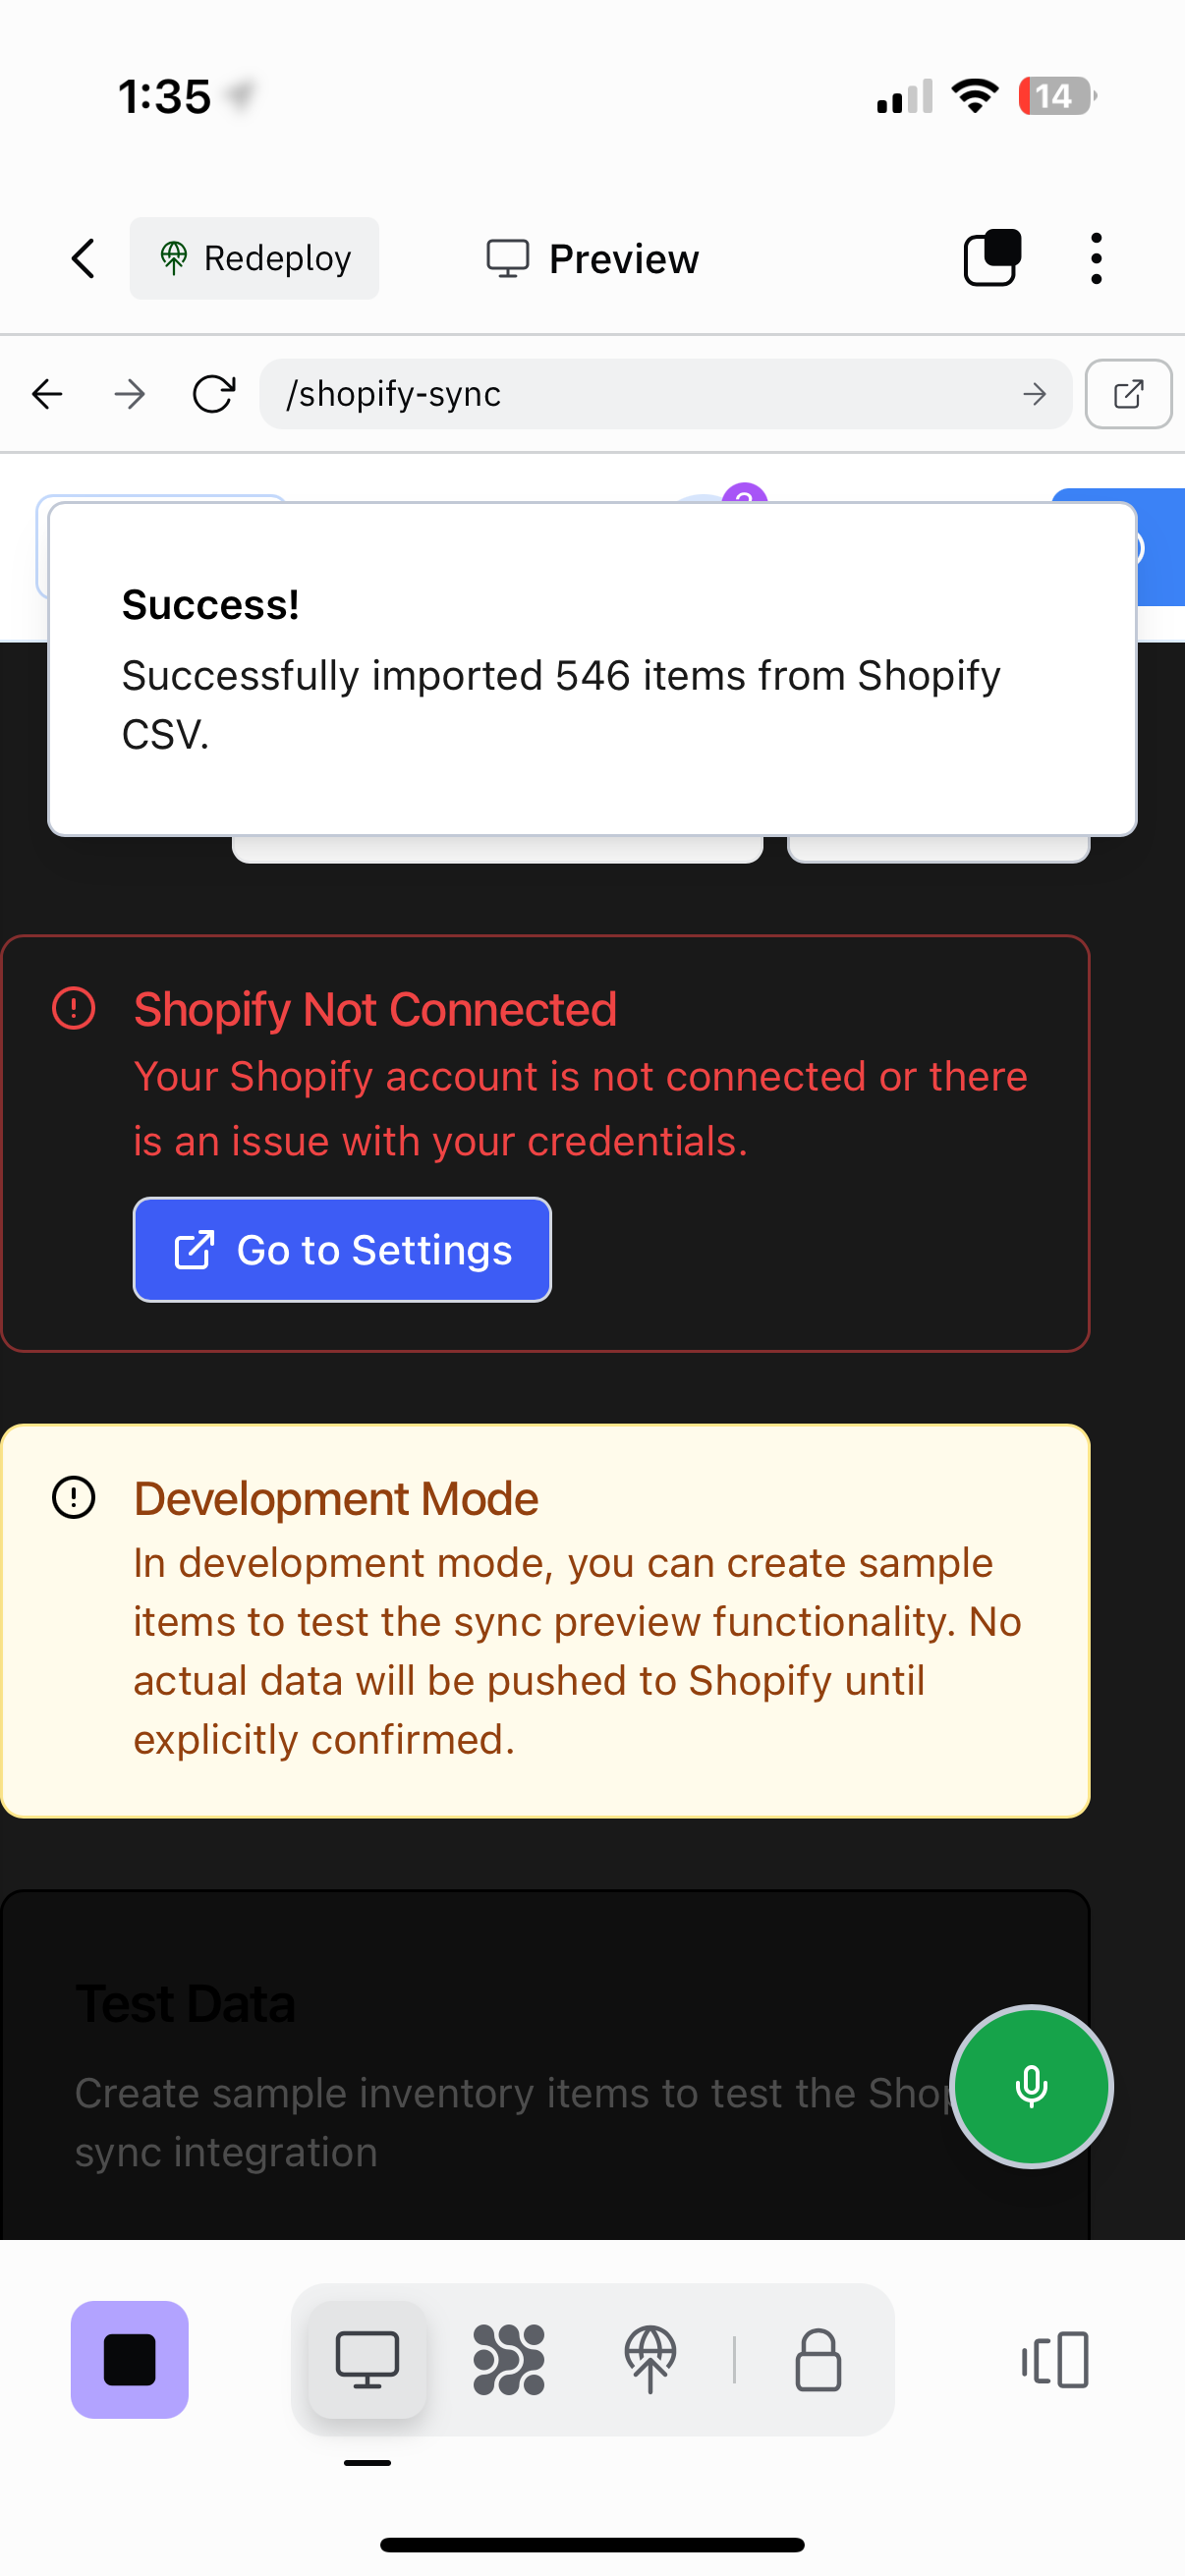 1:35
14
Redeploy
Preview
/shopify-sync
Success!
Successfully imported 546 items from Shopify
CSV.
Shopify Not Connected
Your Shopify account is not connected or there
is an issue with your credentials.
Go to Settings
Development Mode
In development mode, you can create sample
items to test the sync preview functionality. No
actual data will be pushed to Shopify until
explicitly confirmed.
Test Data
Create sample inventory items to test the
sync integration